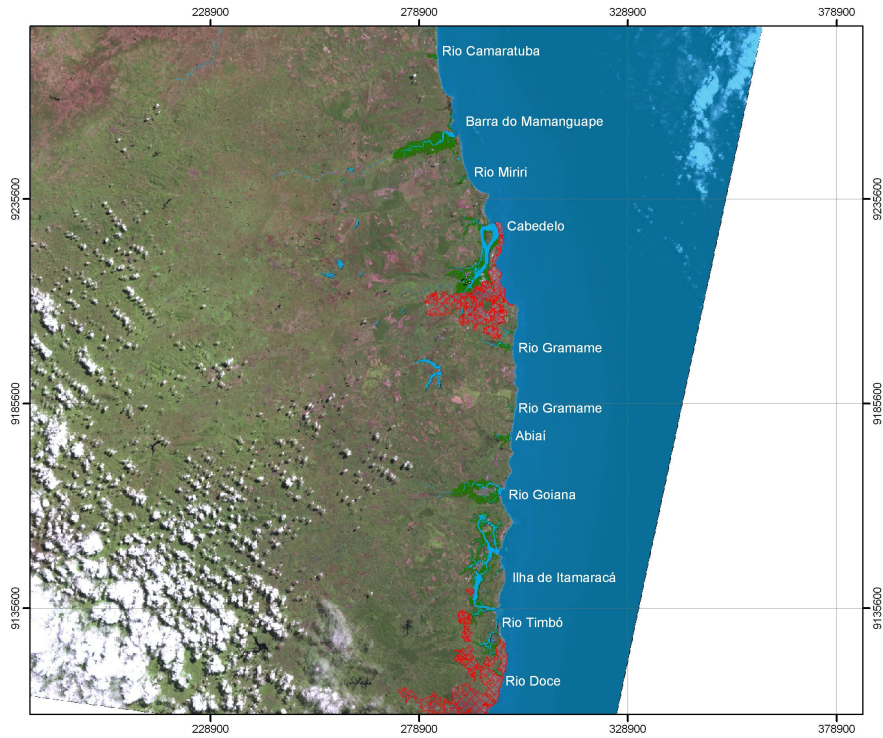 228900 278900 328900 378900
Rio Camaratuba
Barra do Mamanguape
Rio Miriri
9235600 9235600
Cabedelo
Rio Gramame
9185600 9185600
Rio Gramame
Abiaí
Rio Goiana
Ilha de Itamaracá
9135600 9135600
Rio Timbó
Rio Doce
228900 278900 328900 378900